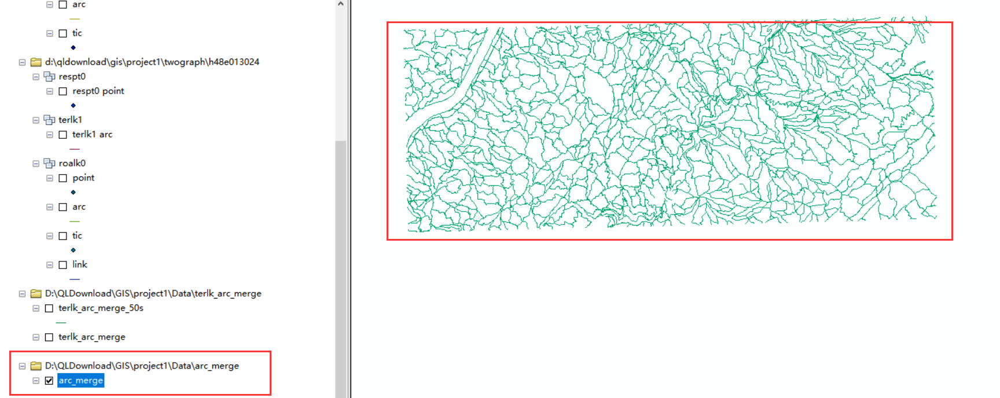 arc
tic
d:\qldownload\gis\project1\twograph\h48e013024
respt0
respt0 point
terlk1
terlk1 arc
roalk0
point
arc
tic
link
D:\QLDownload\GIS\project1\Data\terlk_arc_merge
terlk_arc_merge_50s
terlk_arc_merge
D:\QLDownload\GIS\project1\Data\arc_merge
arc_merge